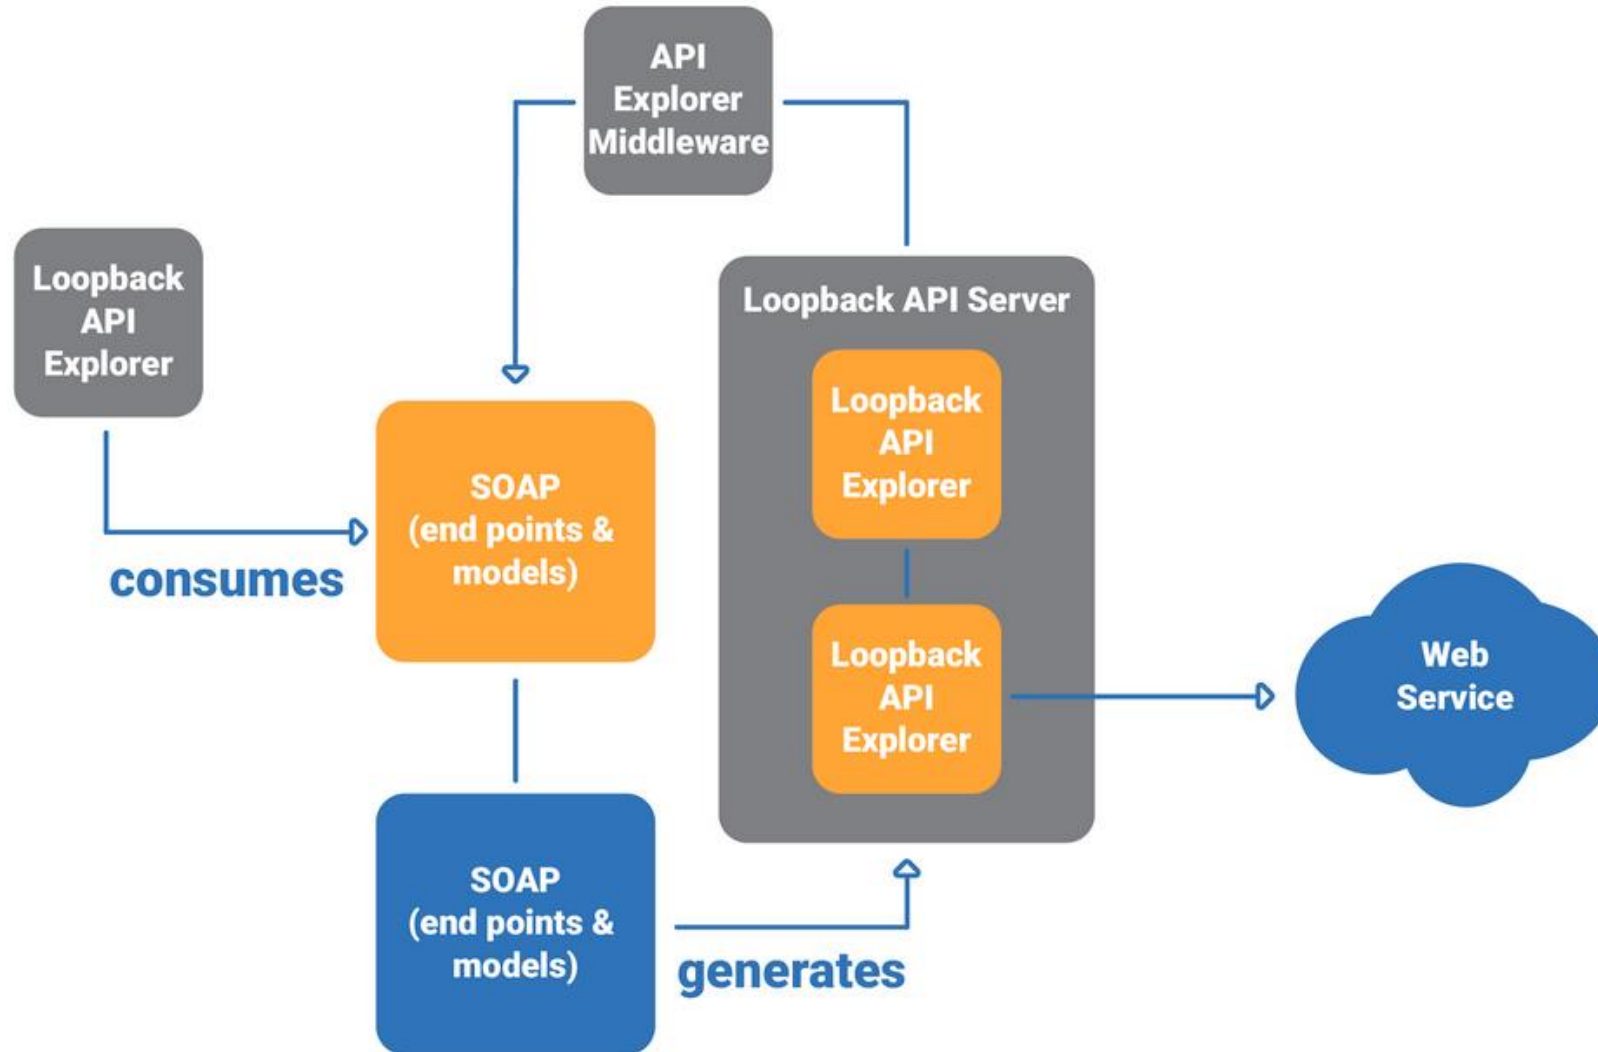 API
Explorer
Middleware
Loopback
API
Explorer
Loopback API Server
Loopback
API
Explorer
SOAP
(end points &
models)
consumes
Loopback
API
Explorer
Web
Service
SOAP
(end points &
models)
generates